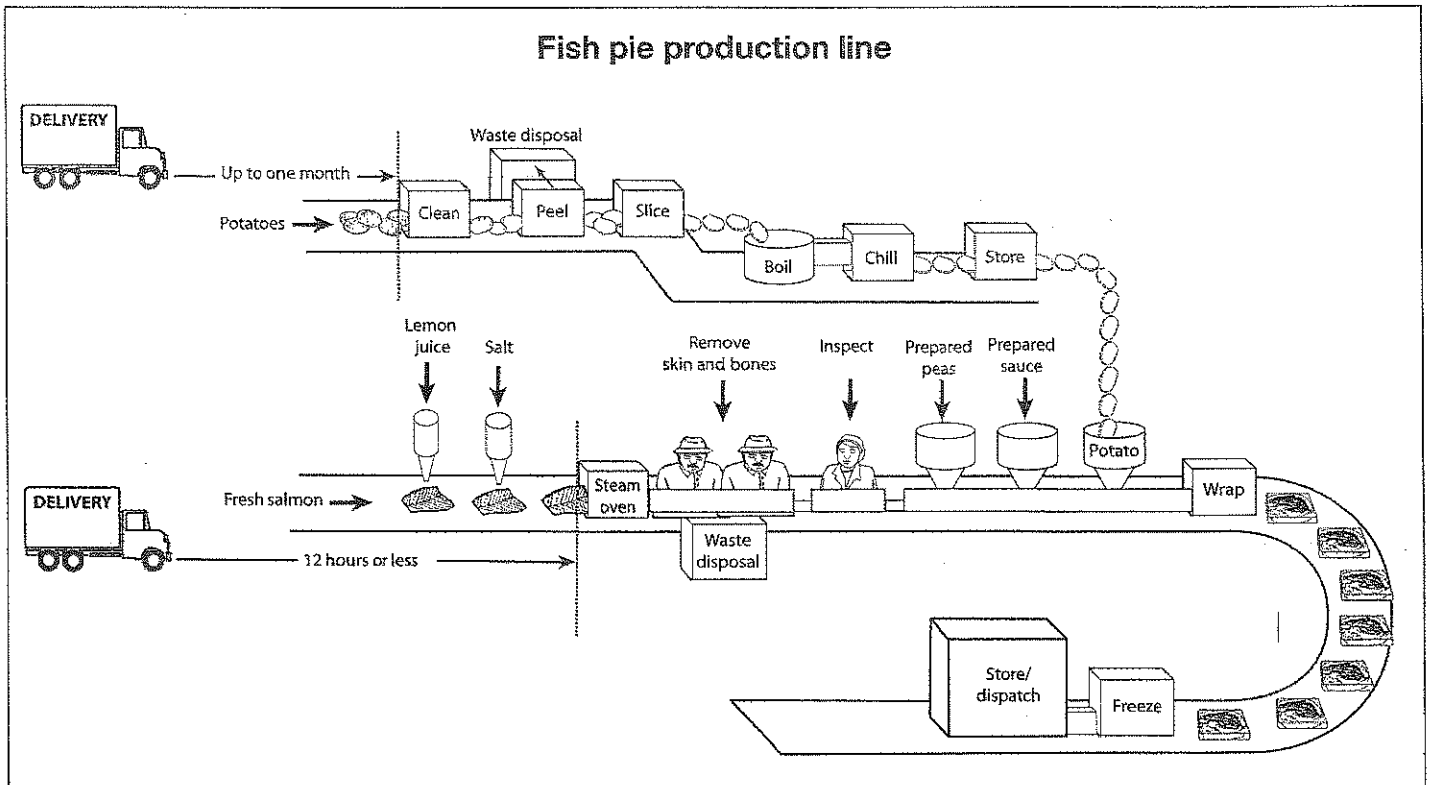 Fish pie production line
DELIVERY
Up to one month
Potatoes
Clean
Waste disposal
Peel
Slice
Boil
Chill
Store
Lemon
juice
Salt
Remove
skin and bones
Inspect
Prepared
peas
Prepared
sauce
Potato
DELIVERY
Fresh salmon
12 hours or less
Steam
oven
Waste
disposal
Wrap
Store/
dispatch
Freeze